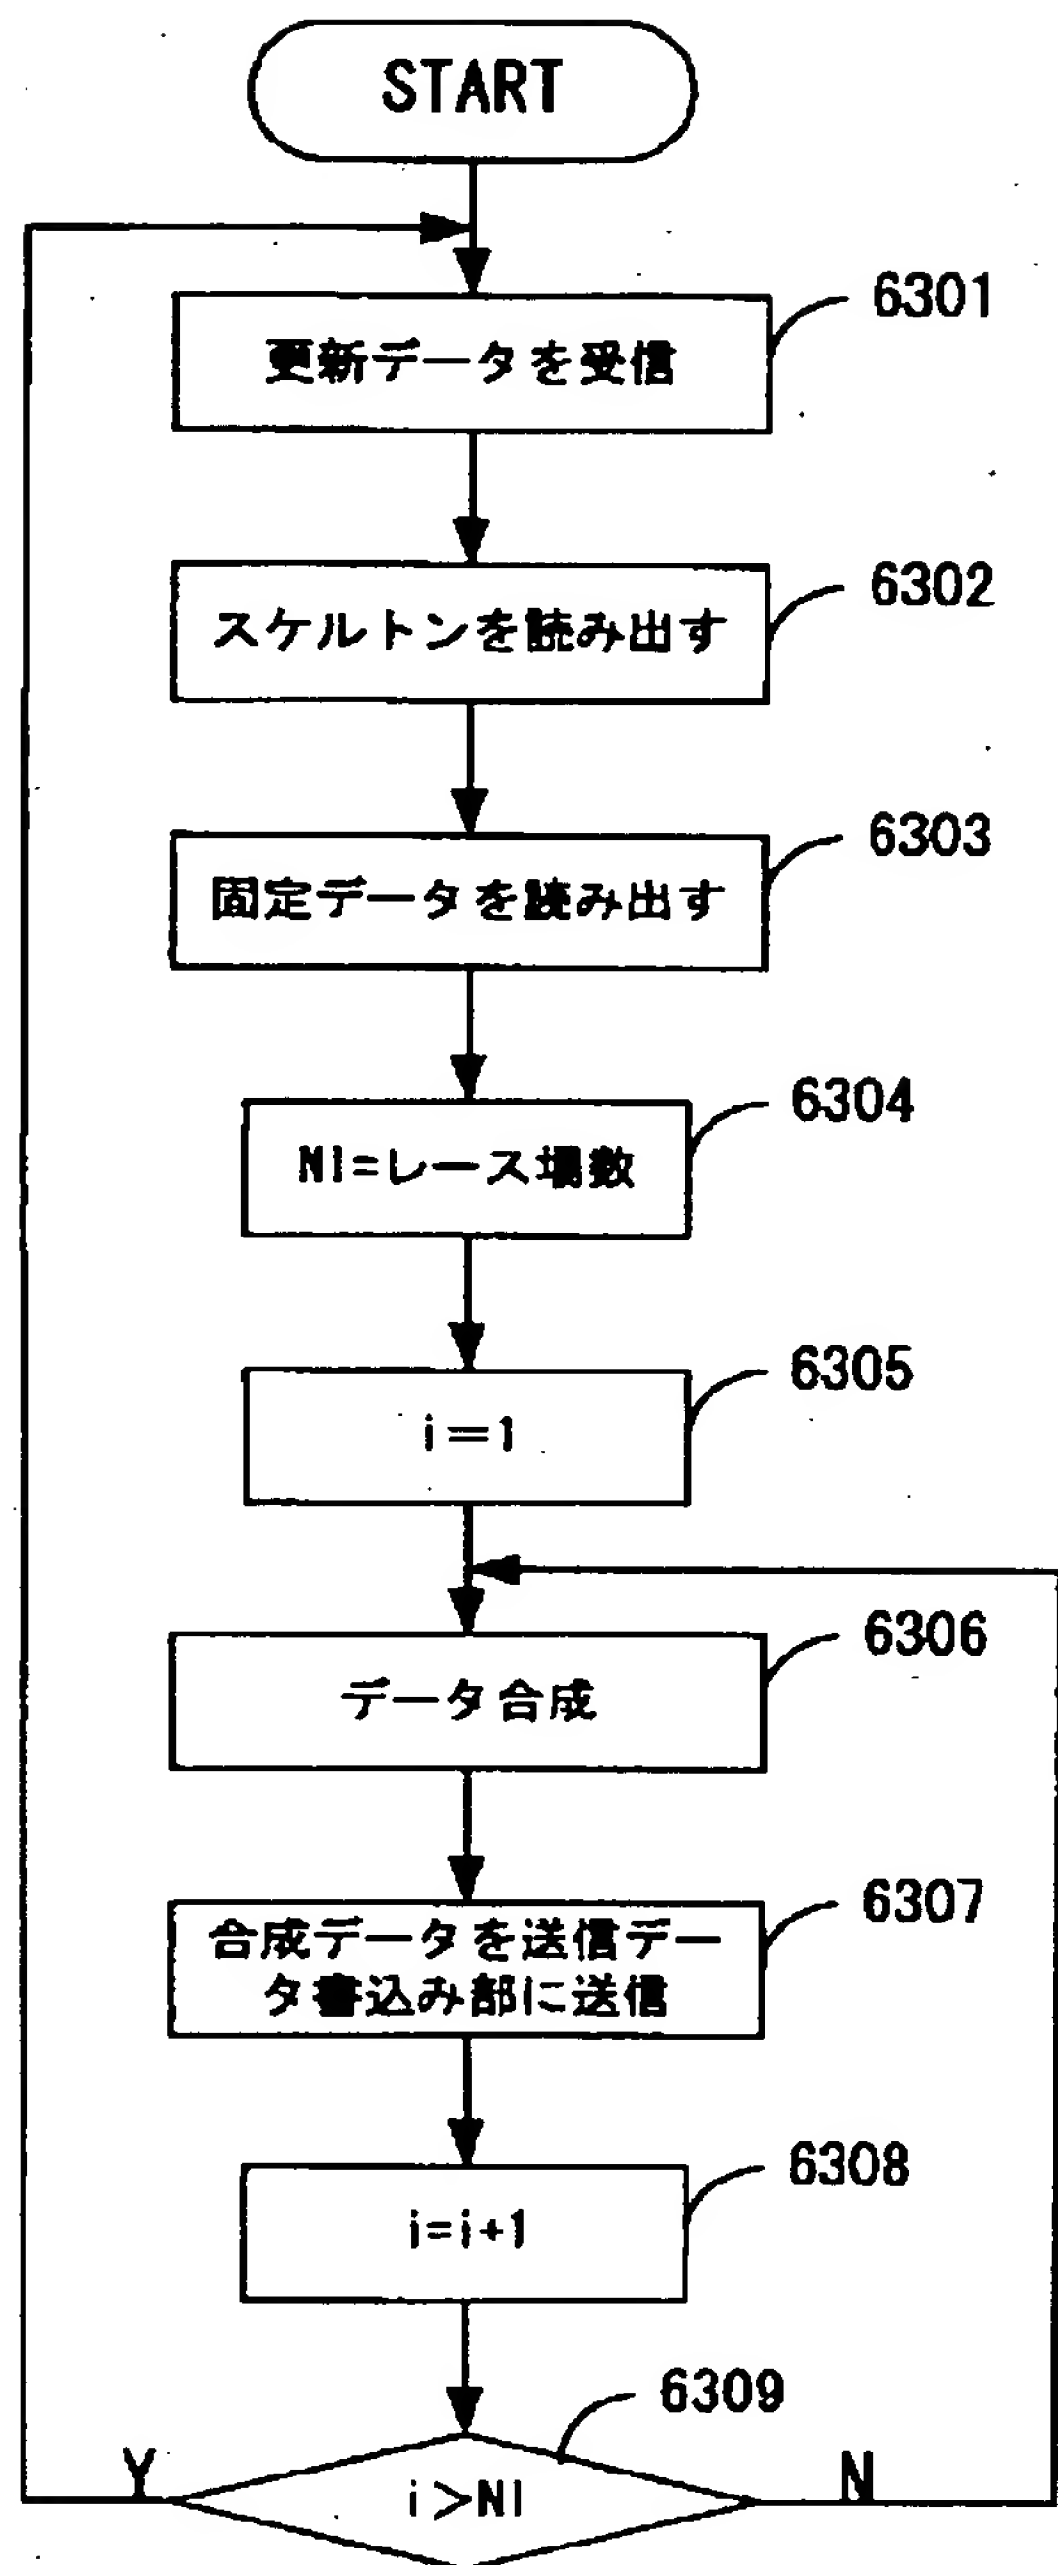 START
更新データを受信
6301
スケルトンを読み出す
6302
固定データを読み出す
6303
NI=レース場数
6304
i=1
6305
データ合成
6306
合成データを送信デー
タ書込み部に送信
6307
i=i+1
6308
i>NI
6309
Y
N